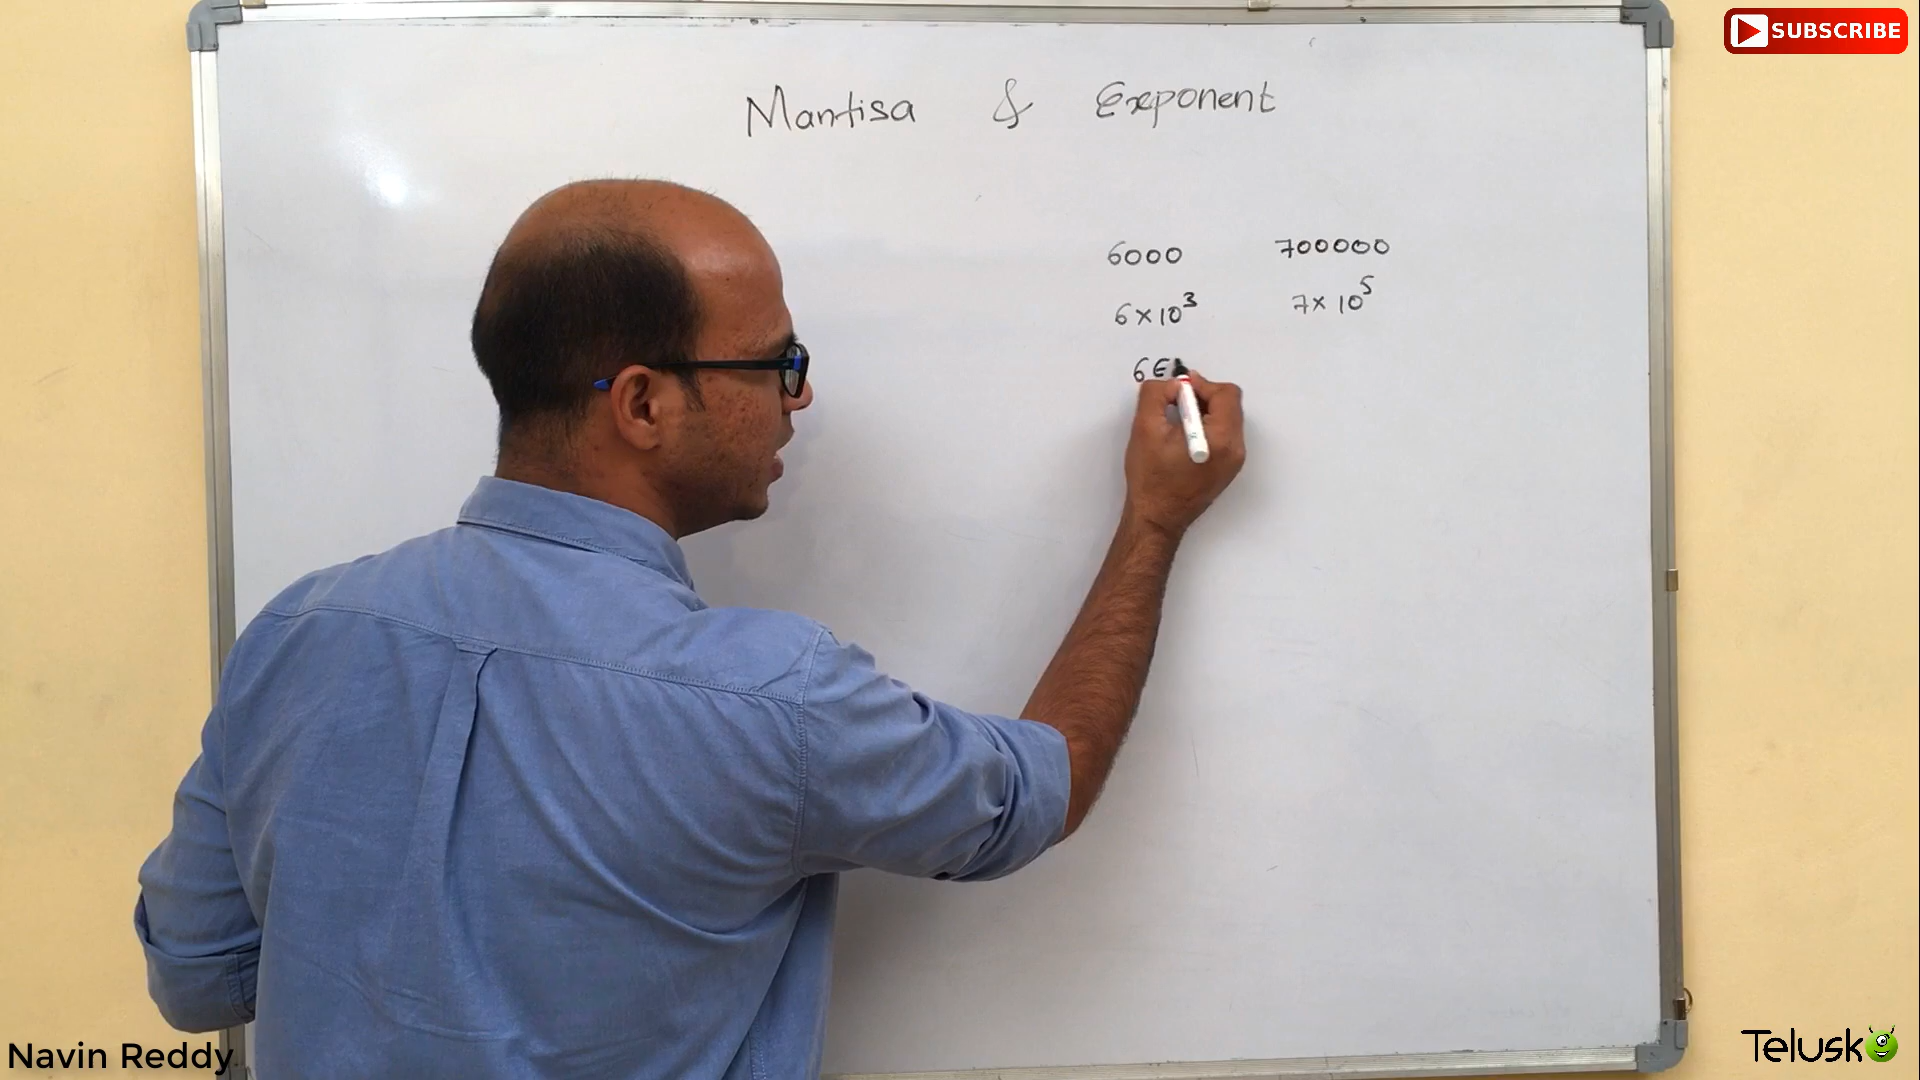 SUBSCRIBE
Mantisa & Exponent
6000 700000
6 x 10³ 7 x 10⁵
6E
Navin Reddy
Telusko